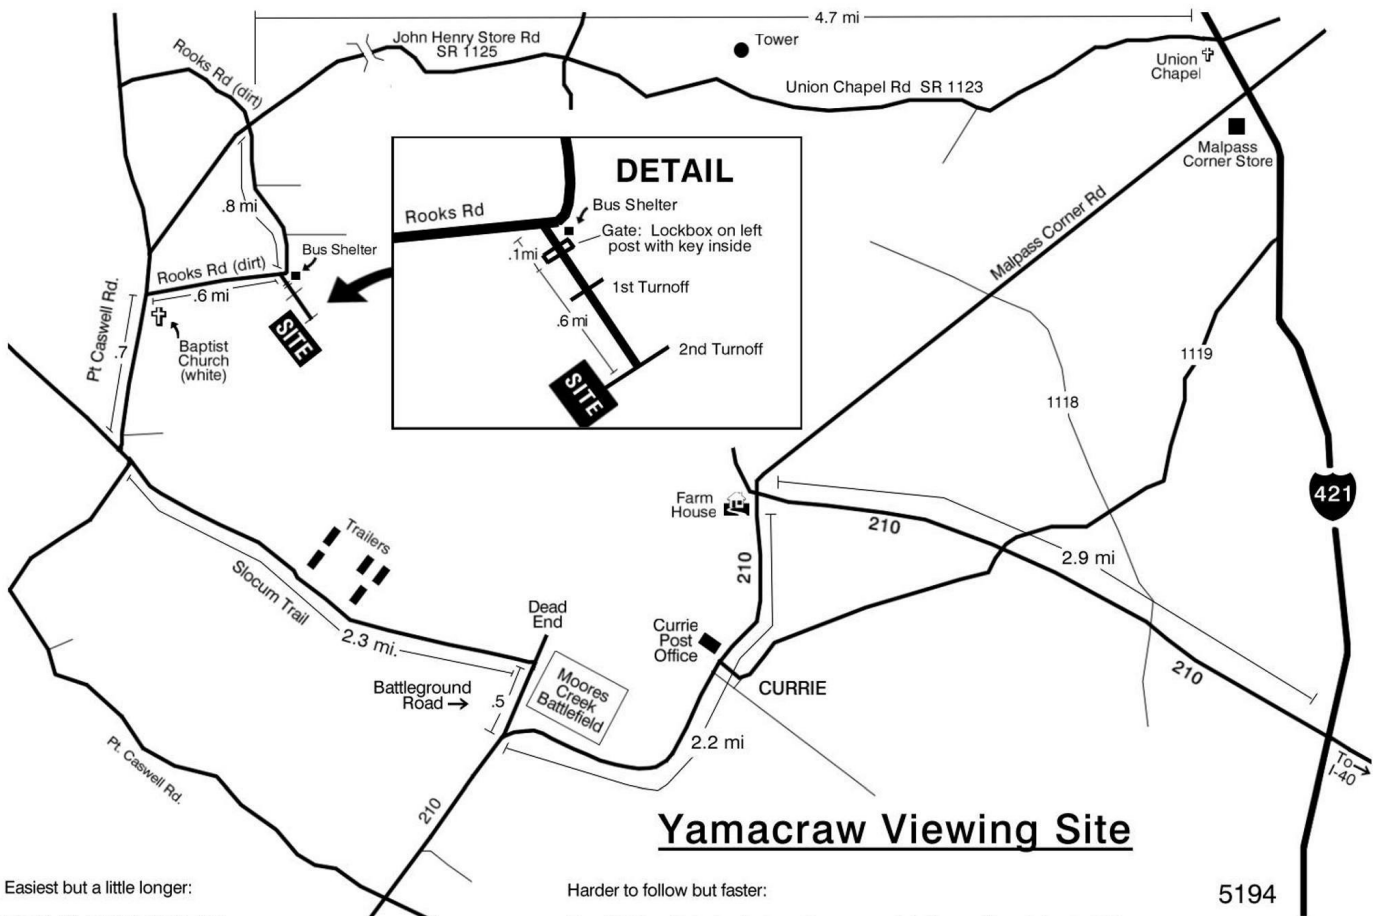 4.7 mi
John Henry Store Rd
SR 1125
Tower
Rooks Rd (dirt)
Union Chapel Rd  SR 1123
Union
Chapel
Malpass
Corner Store
DETAIL
Rooks Rd
Bus Shelter
Gate:  Lockbox on left
post with key inside
.1mi
1st Turnoff
.6 mi
2nd Turnoff
SITE
.8 mi
Bus Shelter
Rooks Rd (dirt)
.6 mi
SITE
Pt Caswell Rd.
.7
Baptist
Church
(white)
Malpass Corner Rd
1119
1118
421
Farm
House
210
2.9 mi
210
Trailers
Slocum Trail
2.3 mi.
Dead
End
Currie
Post
Office
210
CURRIE
Battleground
Road →
.5
Moores
Creek
Battlefield
2.2 mi
210
To→
I-40
Pt. Caswell Rd.
210
Yamacraw Viewing Site
Easiest but a little longer:
Harder to follow but faster:
5194